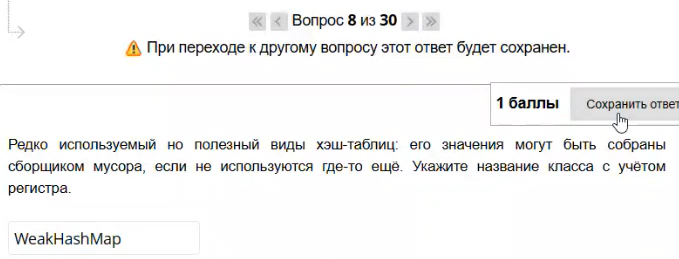 Вопрос 8 из 30
При переходе к другому вопросу этот ответ будет сохранен.
1 баллы Сохранить ответ
Редко используемый но полезный виды хэш-таблиц: его значения могут быть собраны
сборщиком мусора, если не используются где-то ещё. Укажите название класса с учётом
регистра.
WeakHashMap